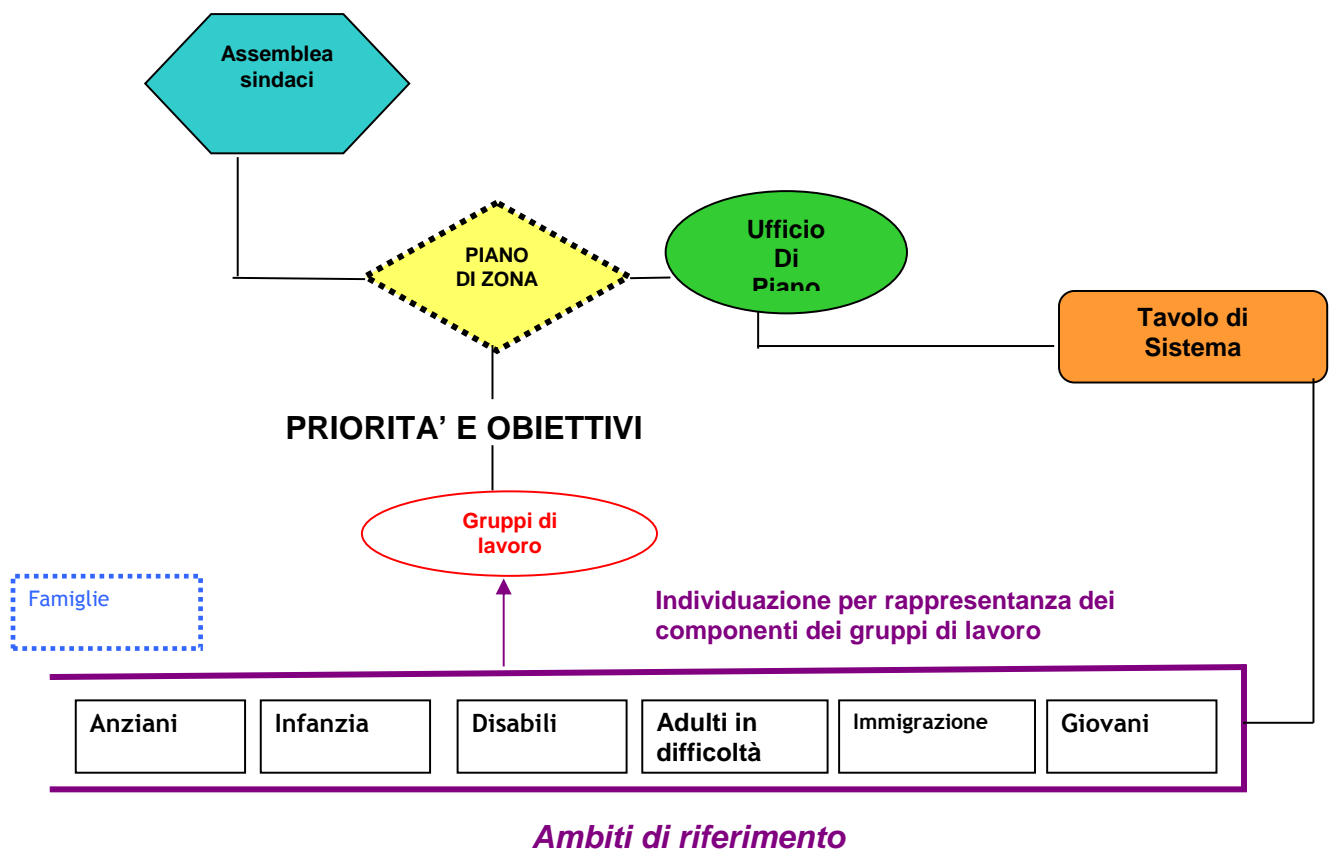 Assemblea
sindaci
PIANO
DI ZONA
Ufficio
Di
Piano
Tavolo di
Sistema
PRIORITA’ E OBIETTIVI
Gruppi di
lavoro
Famiglie
Individuazione per rappresentanza dei
componenti dei gruppi di lavoro
Anziani
Infanzia
Disabili
Adulti in
difficoltà
Immigrazione
Giovani
Ambiti di riferimento